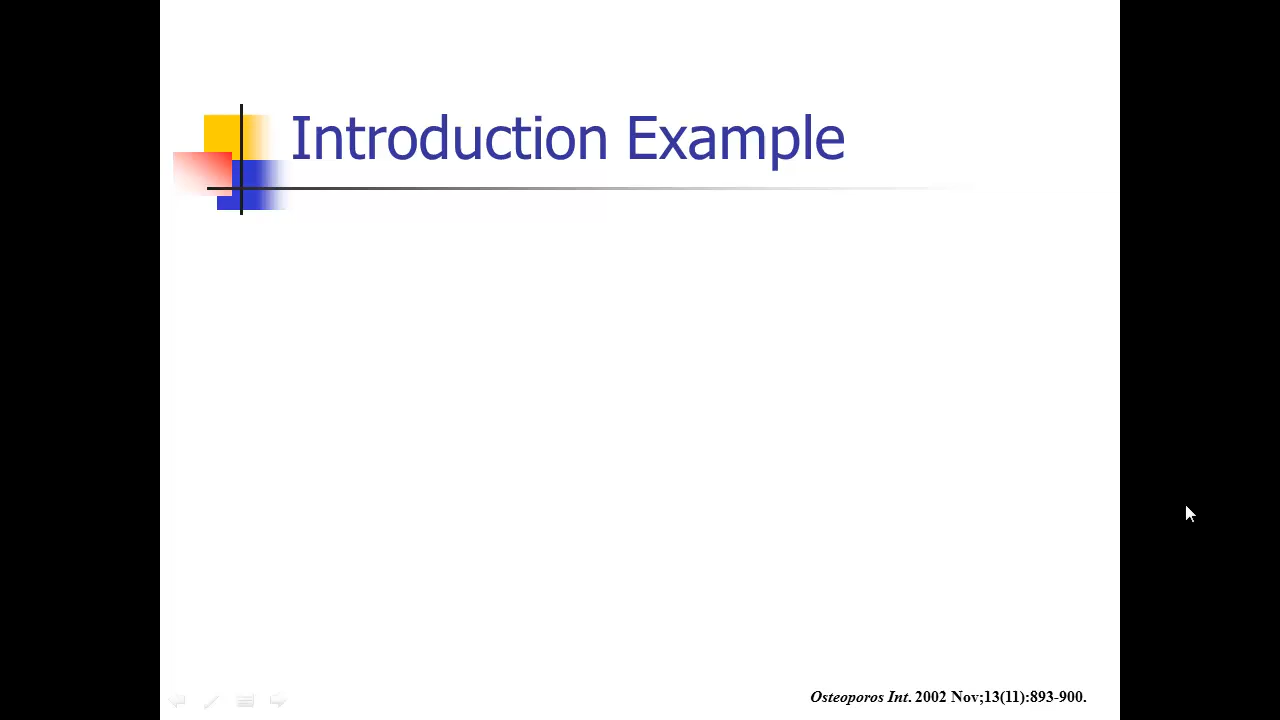 Introduction Example
Osteoporos Int. 2002 Nov;13(11):893-900.